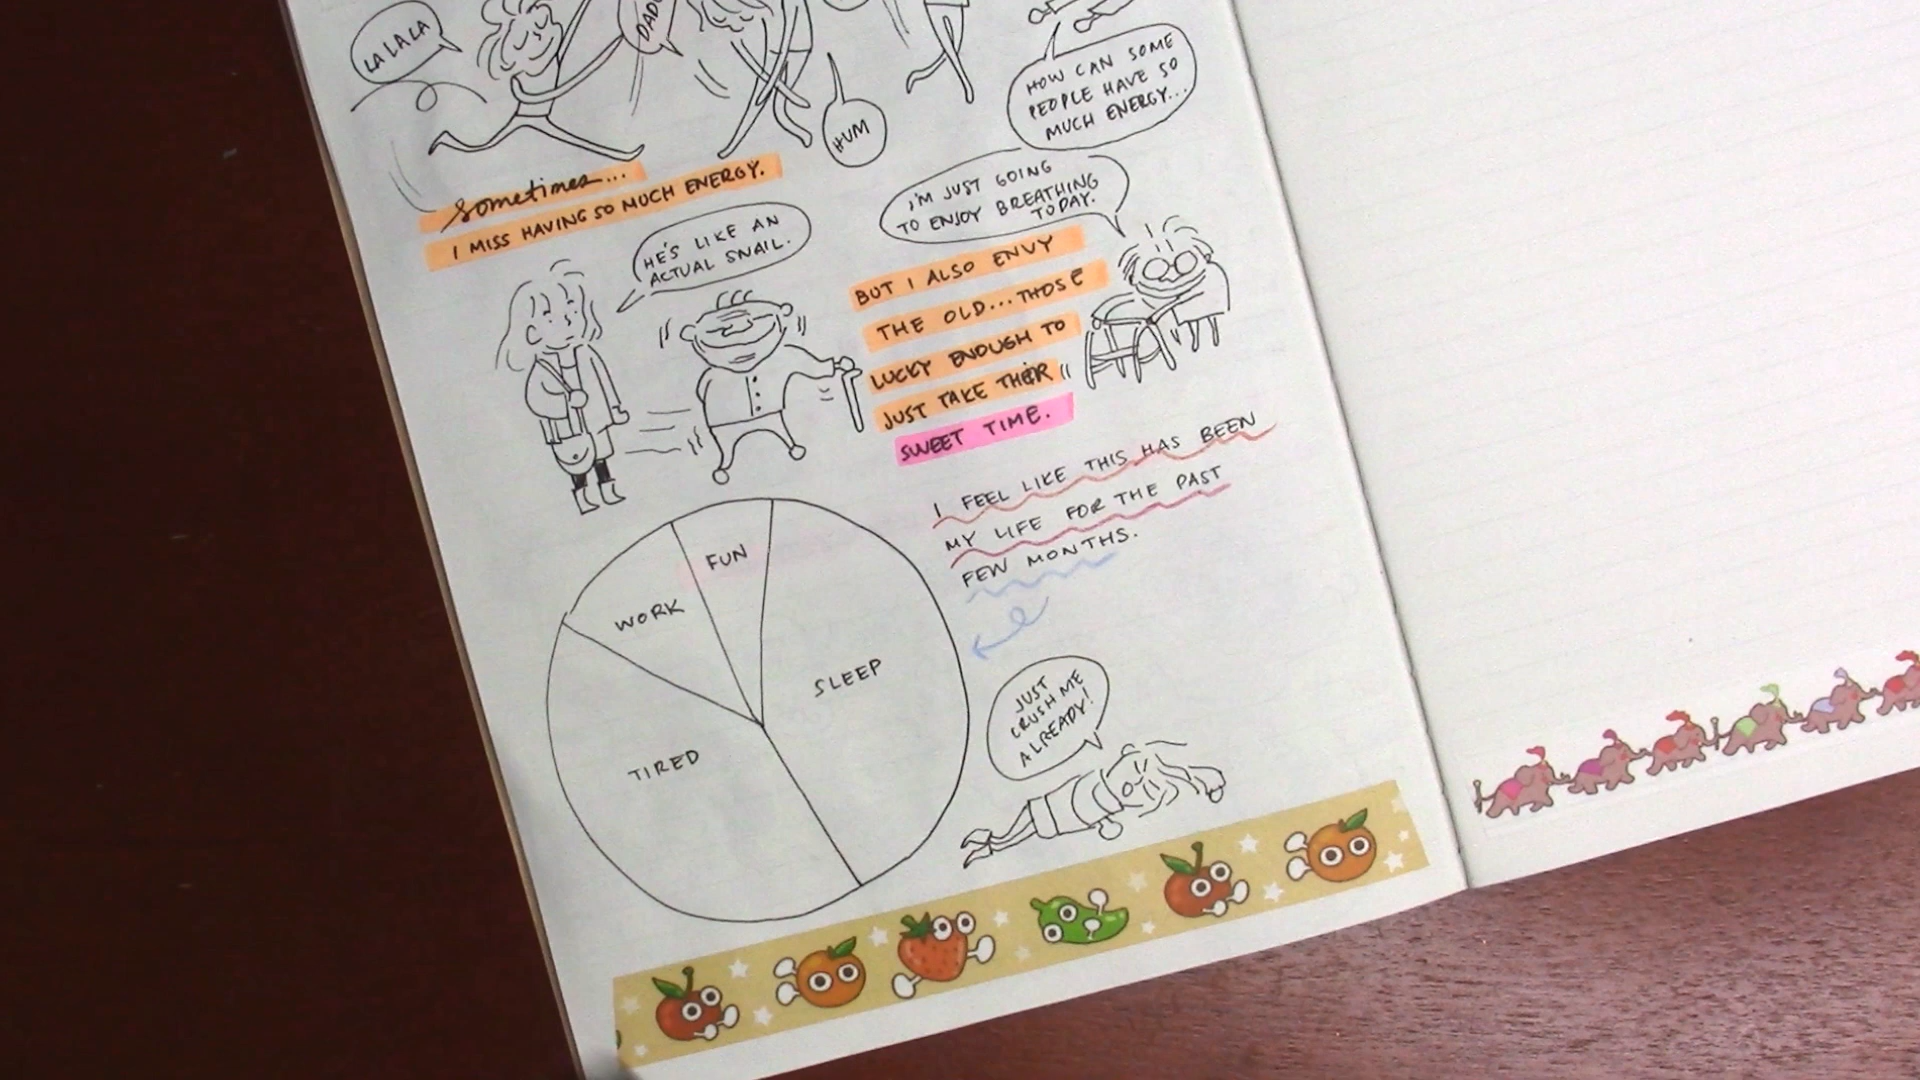 LA LA LA
HUM
HOW CAN SOME
PEOPLE HAVE SO
MUCH ENERGY...
sometimes...
I MISS HAVING SO MUCH ENERGY.
HE'S LIKE AN
ACTUAL SNAIL.
I'M JUST GOING
TO ENJOY BREATHING
TODAY.
BUT I ALSO ENVY
THE OLD... THOSE
LUCKY ENOUGH TO
JUST TAKE THEIR
SWEET TIME.
I FEEL LIKE THIS HAS BEEN
MY LIFE FOR THE PAST
FEW MONTHS.
FUN
WORK
SLEEP
TIRED
JUST
CRUSH ME
ALREADY!